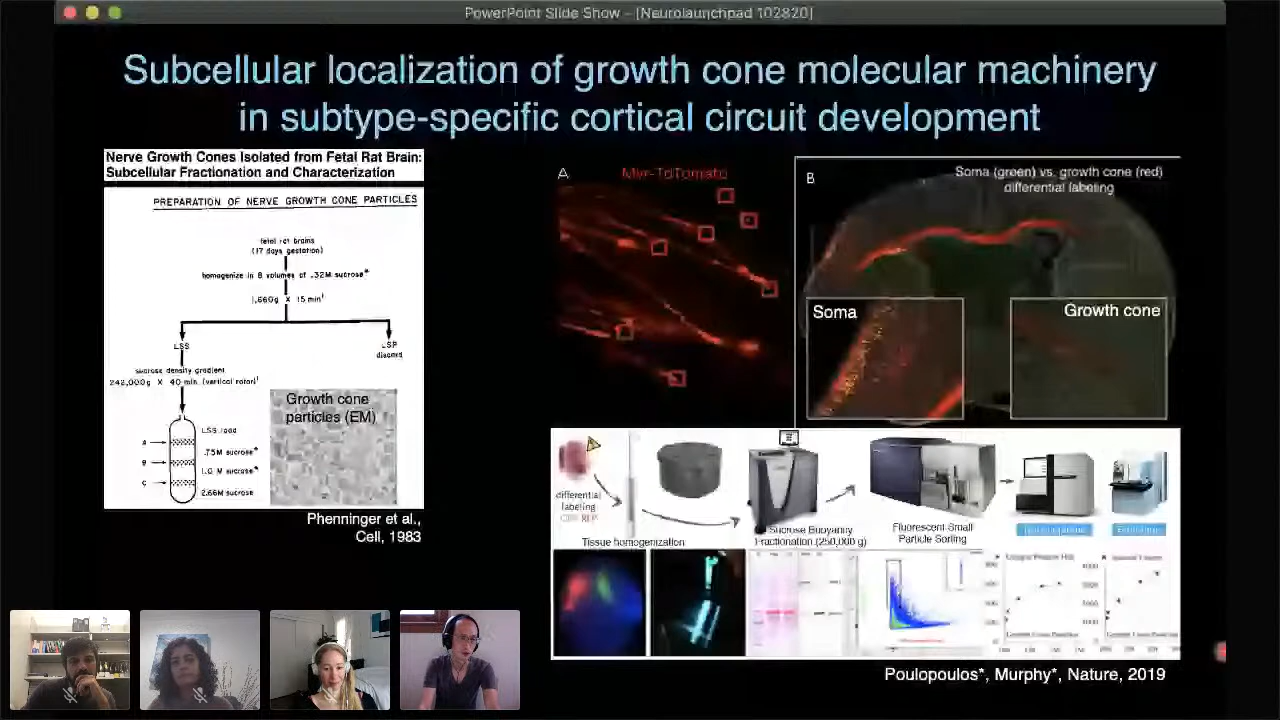 PowerPoint Slide Show – [Neurolaunchpad 102820]
Subcellular localization of growth cone molecular machinery
in subtype-specific cortical circuit development
Nerve Growth Cones Isolated from Fetal Rat Brain:
Subcellular Fractionation and Characterization
PREPARATION OF NERVE GROWTH CONE PARTICLES
fetal rat brains
(17 days gestation)
homogenize in 8 volumes of .32M sucrose*
1,660g X 15 min
LSS
LSP
discard
sucrose density gradient
242,000g X 40 min. (vertical rotor)
LSS load
A
.75M sucrose*
B
1.0 M sucrose*
C
2.66M sucrose
Growth cone
particles (EM)
Phenninger et al.,
Cell, 1983
A
Myr-TdTomato
B
Soma (green) vs. growth cone (red)
differential labeling
Soma
Growth cone
differential
labeling
Tissue homogenization
Sucrose Buoyancy
Fractionation (250,000 g)
Fluorescent Small
Particle Sorting
Poulopoulos*, Murphy*, Nature, 2019